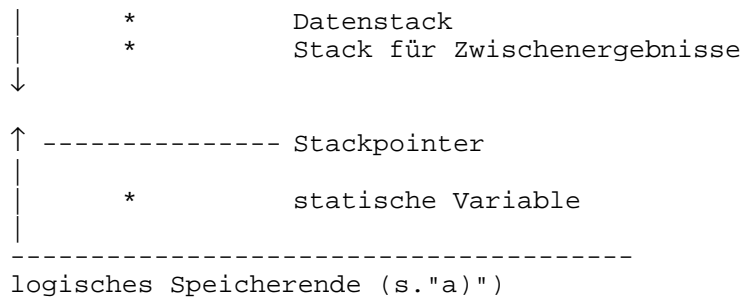 |      *         Datenstack
|      *         Stack für Zwischenergebnisse
↓
↑ --------------- Stackpointer
|
|      *         statische Variable
|
---------------------------------------
logisches Speicherende (s."a)")